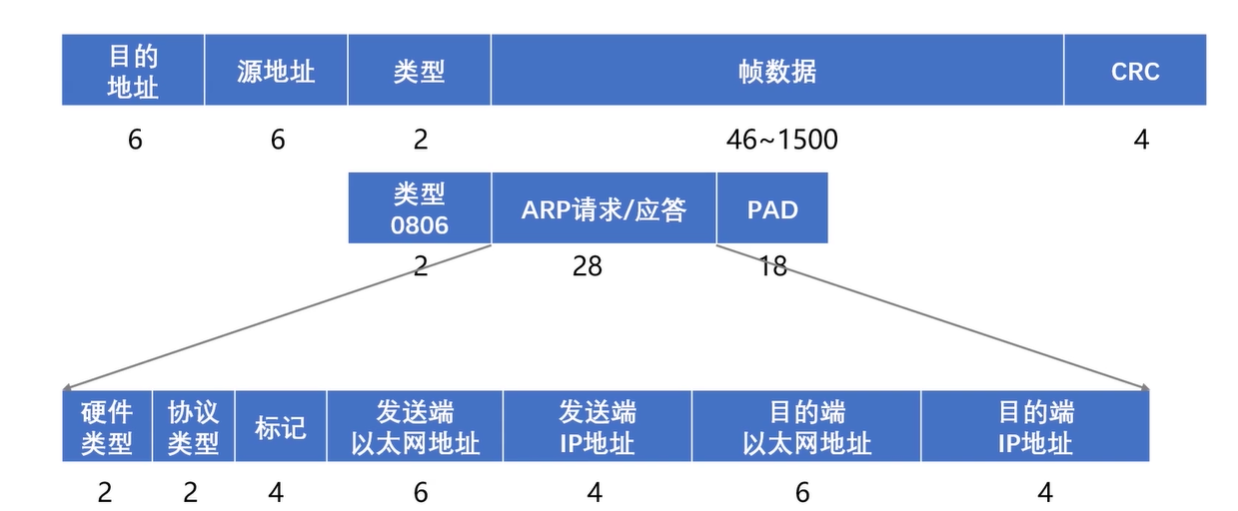 目的
地址
源地址
类型
帧数据
CRC
6
6
2
46~1500
4
类型
0806
ARP请求/应答
PAD
2
28
18
硬件
类型
协议
类型
标记
发送端
以太网地址
发送端
IP地址
目的端
以太网地址
目的端
IP地址
2
2
4
6
4
6
4